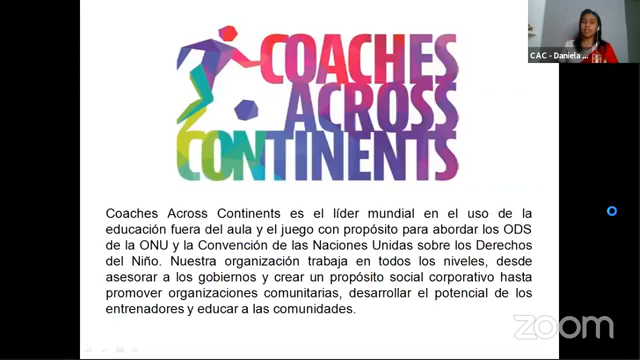 COACHES
ACROSS
CONTINENTS
CAC - Daniela ...
Coaches Across Continents es el líder mundial en el uso de la
educación fuera del aula y el juego con propósito para abordar los ODS
de la ONU y la Convención de las Naciones Unidas sobre los Derechos
del Niño. Nuestra organización trabaja en todos los niveles, desde
asesorar a los gobiernos y crear un propósito social corporativo hasta
promover organizaciones comunitarias, desarrollar el potencial de los
entrenadores y educar a las comunidades.
zoom